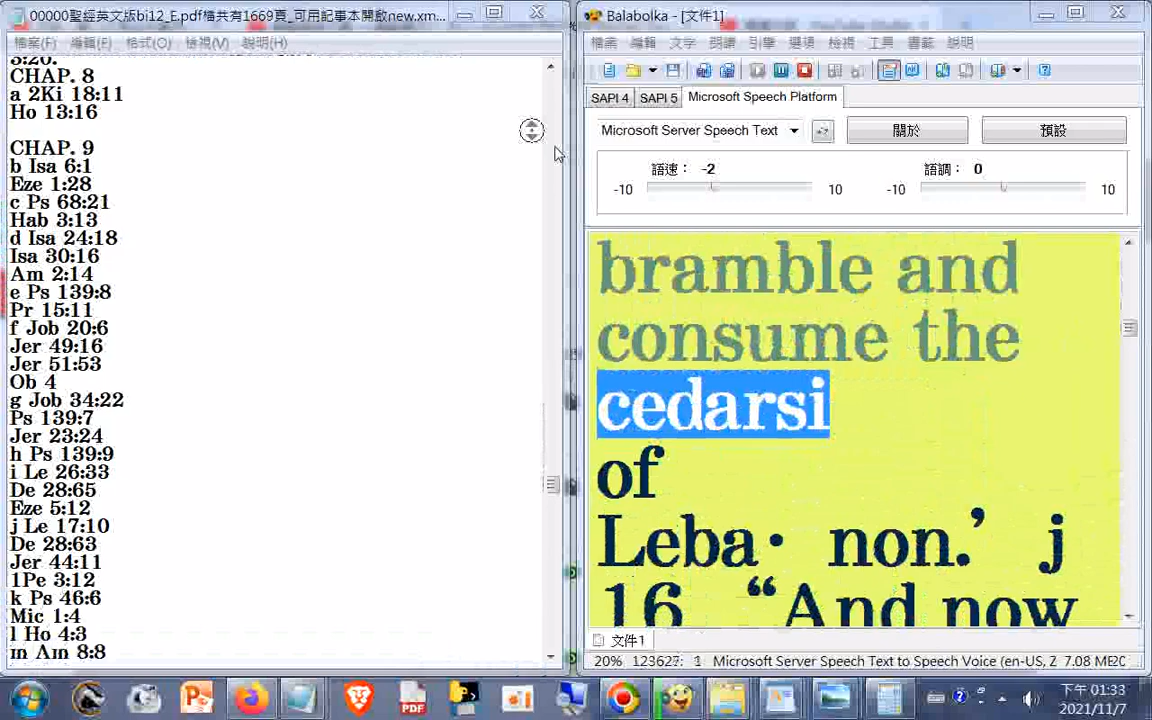 00000聖經英文版bi12_E.pdf檔共有1669頁_可用記事本開啟new.xm...
檔案(F) 編輯(E) 格式(O) 檢視(V) 說明(H)
3:20.
CHAP. 8
a 2Ki 18:11
Ho 13:16
CHAP. 9
b Isa 6:1
Eze 1:28
c Ps 68:21
Hab 3:13
d Isa 24:18
Isa 30:16
Am 2:14
e Ps 139:8
Pr 15:11
f Job 20:6
Jer 49:16
Jer 51:53
Ob 4
g Job 34:22
Ps 139:7
Jer 23:24
h Ps 139:9
i Le 26:33
De 28:65
Eze 5:12
j Le 17:10
De 28:63
Jer 44:11
1Pe 3:12
k Ps 46:6
Mic 1:4
l Ho 4:3
m Am 8:8
Balabolka - [文件1]
檔案 編輯 文字 朗讀 引擎 選項 檢視 工具 書籤 說明
SAPI 4 SAPI 5 Microsoft Speech Platform
Microsoft Server Speech Text 關於 預設
語速： -2 語調： 0
-10 10 -10 10
bramble and
consume the
cedarsi
of
Leba· non.’ j
16 “And now
文件1
20% 123627: 1 Microsoft Server Speech Text to Speech Voice (en-US, Z 7.08 ME
PDF
下午 01:33
2021/11/7